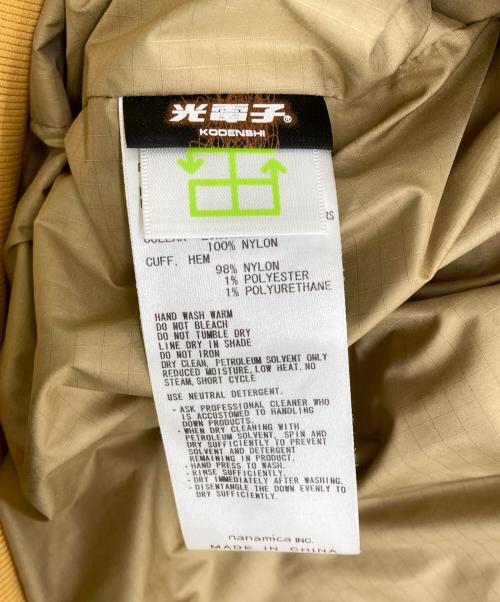 光電子®
KODENSHI
RS
100% NYLON
CUFF, HEM
98% NYLON
1% POLYESTER
1% POLYURETHANE
HAND WASH WARM
DO NOT BLEACH
DO NOT TUMBLE DRY
LINE DRY IN SHADE
DO NOT IRON
DRY CLEAN, PETROLEUM SOLVENT ONLY
REDUCED MOISTURE, LOW HEAT. NO
STEAM, SHORT CYCLE
USE NEUTRAL DETERGENT.
・ASK PROFESSIONAL CLEANER WHO
IS ACCUSTOMED TO HANDLING
DOWN PRODUCTS.
・WHEN DRY CLEANING WITH
PETROLEUM SOLVENT, SPIN AND
DRY SUFFICIENTLY TO PREVENT
SOLVENT AND DETERGENT
REMAINING IN PRODUCT.
・HAND PRESS TO WASH.
・RINSE SUFFICIENTLY.
・DRY IMMEDIATELY AFTER WASHING.
・DISENTANGLE THE DOWN EVENLY TO
DRY SUFFICIENTLY.
nanamica INC.
MADE IN CHINA